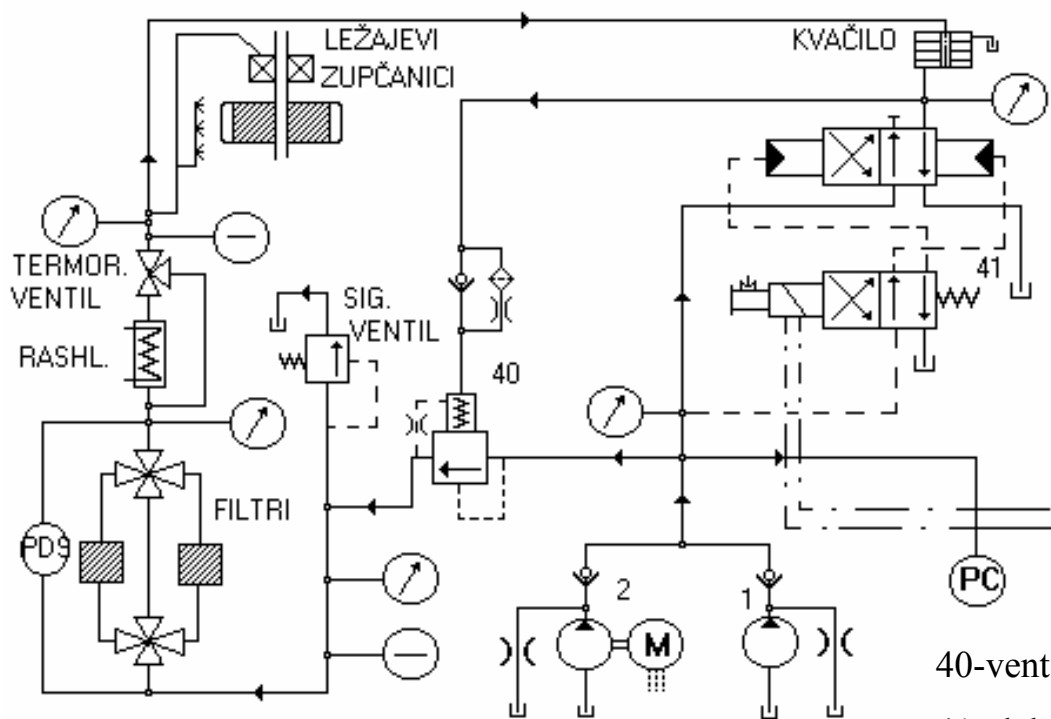 LEŽAJEVI
ZUPČANICI
KVAČILO
TERMOR.
VENTIL
SIG.
VENTIL
41
RASHL.
40
FILTRI
PDS
2
1
M
PC
40-vent